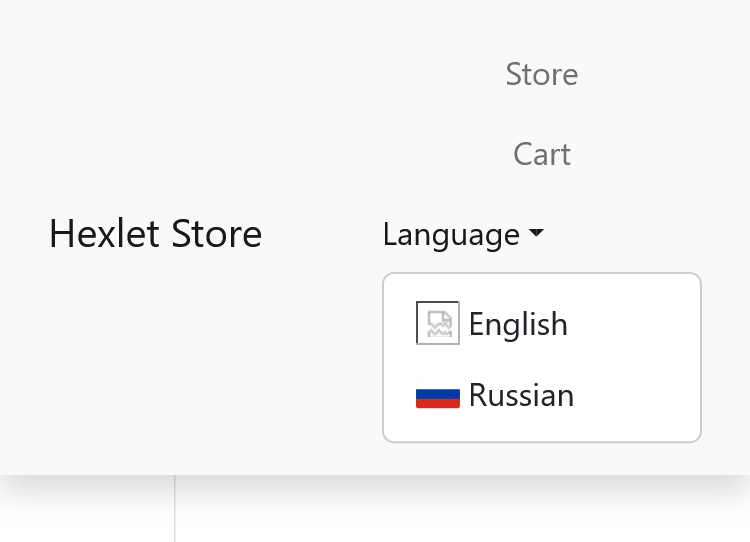 Store
Cart
Hexlet Store
Language
English
Russian